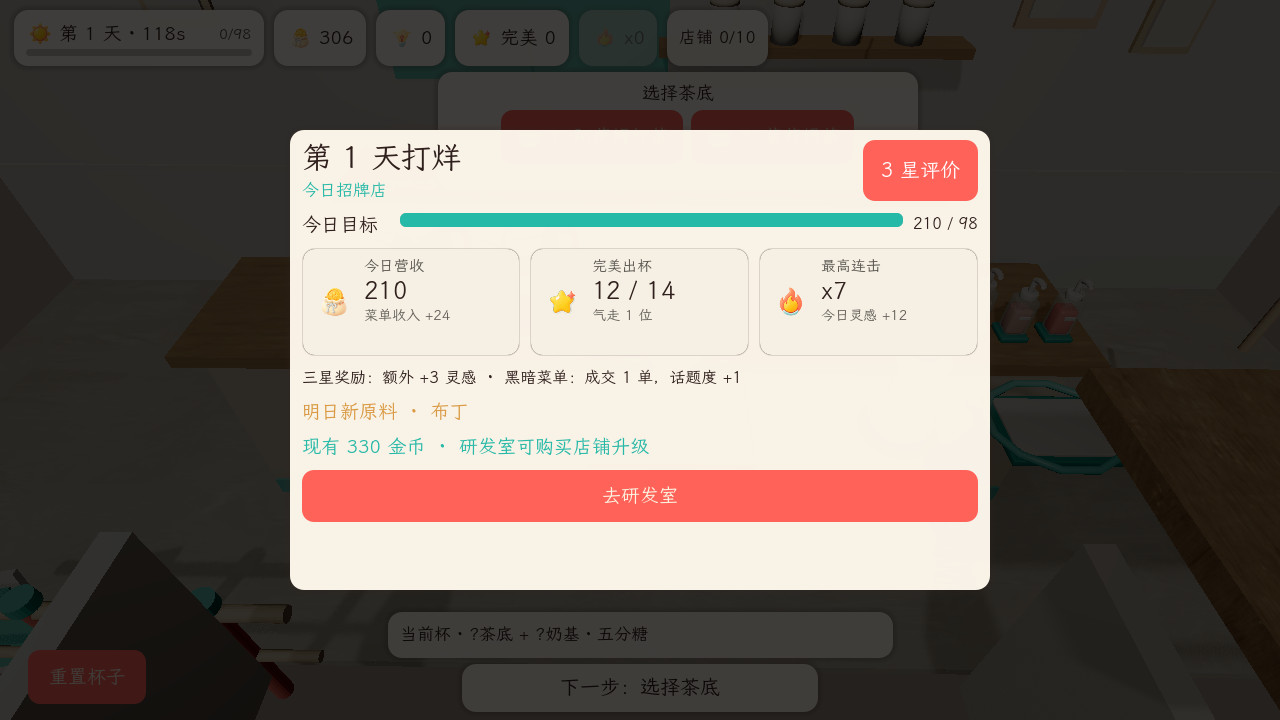 第 1 天·118s
0/98
306
0
完美 0
x0
店铺 0/10
选择茶底
第 1 天打烊
今日招牌店
3 星评价
今日目标
210 / 98
今日营收
210
菜单收入 +24
完美出杯
12 / 14
气走 1 位
最高连击
x7
今日灵感 +12
三星奖励：额外 +3 灵感 · 黑暗菜单：成交 1 单，话题度 +1
明日新原料 · 布丁
现有 330 金币 · 研发室可购买店铺升级
去研发室
当前杯·?茶底 + ?奶基·五分糖
重置杯子
下一步：选择茶底